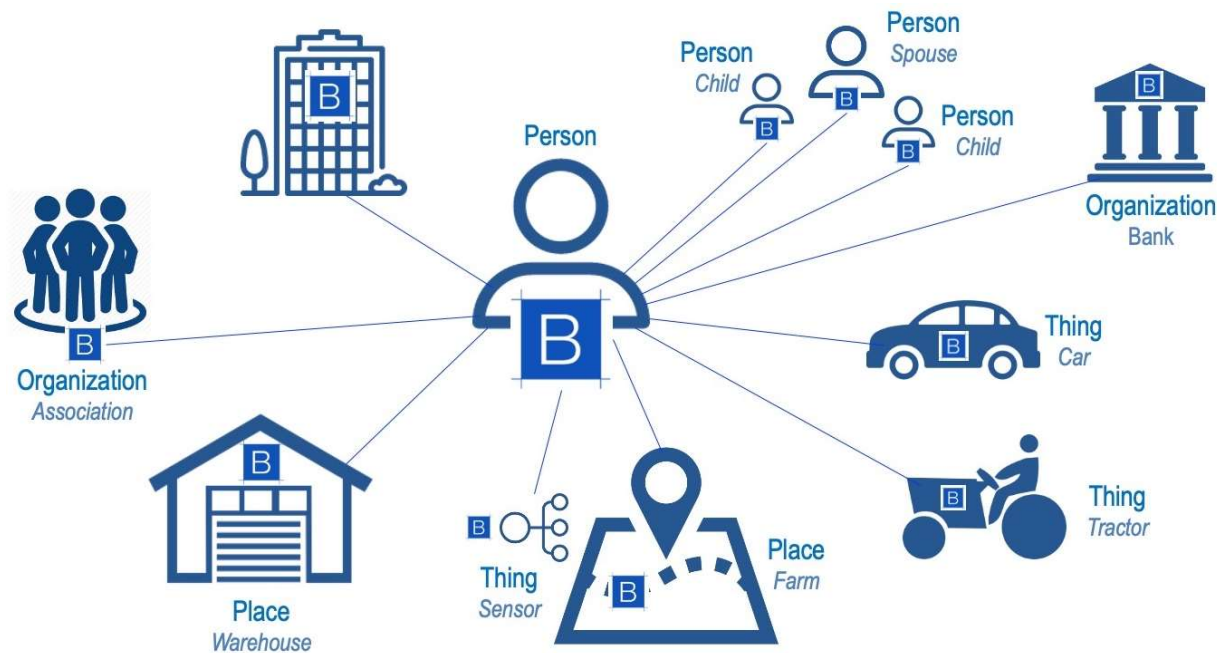 B
Person
B
Person
Child
B
Person
Spouse
B
Person
Child
B
B
Organization
Bank
B
Organization
Association
B
Thing
Car
B
Thing
Tractor
B
Place
Warehouse
B
Thing
Sensor
B
Place
Farm